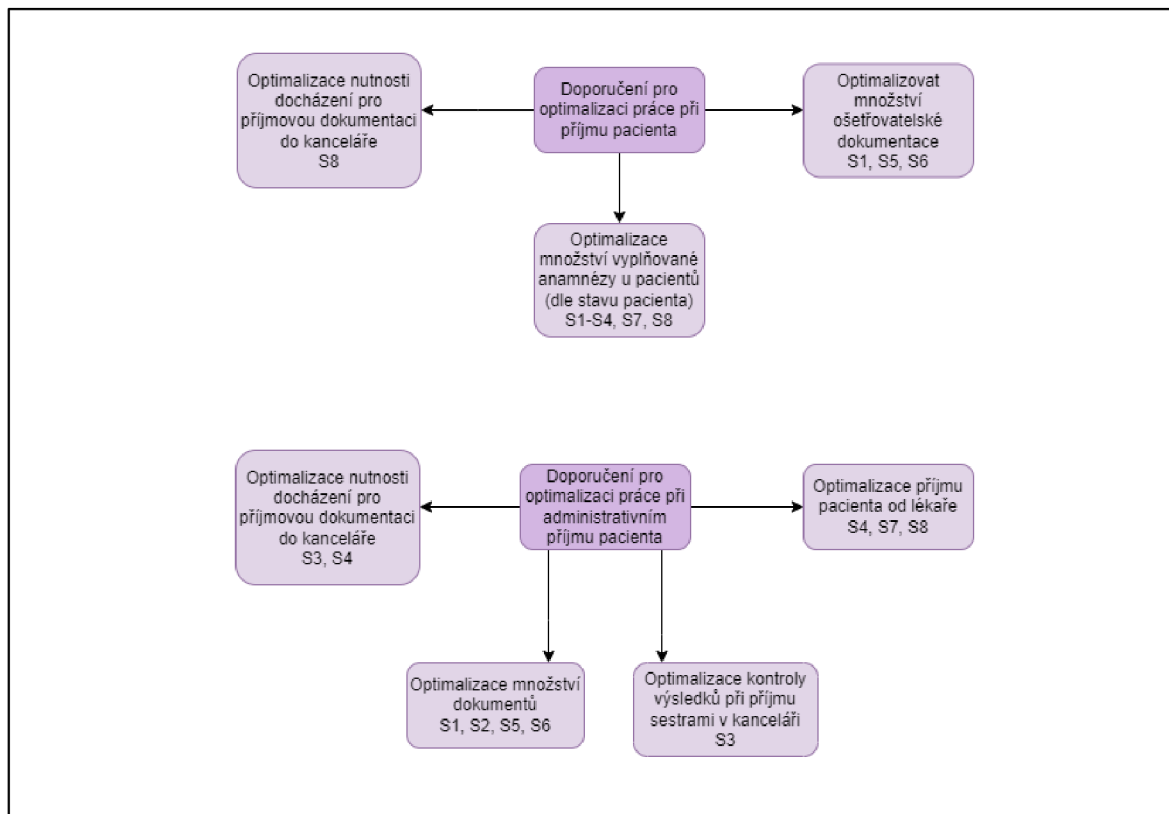 Optimalizace nutnosti
docházení pro
příjmovou dokumentaci
do kanceláře
S8
Doporučení pro
optimalizaci práce při
příjmu pacienta
Optimalizovat
množství
ošetřovatelské
dokumentace
S1, S5, S6
Optimalizace
množství vyplňované
anamnézy u pacientů
(dle stavu pacienta)
S1-S4, S7, S8
Optimalizace nutnosti
docházení pro
příjmovou dokumentaci
do kanceláře
S3, S4
Doporučení pro
optimalizaci práce při
administrativním
příjmu pacienta
Optimalizace příjmu
pacienta od lékaře
S4, S7, S8
Optimalizace množství
dokumentů
S1, S2, S5, S6
Optimalizace kontroly
výsledků při příjmu
sestrami v kanceláři
S3